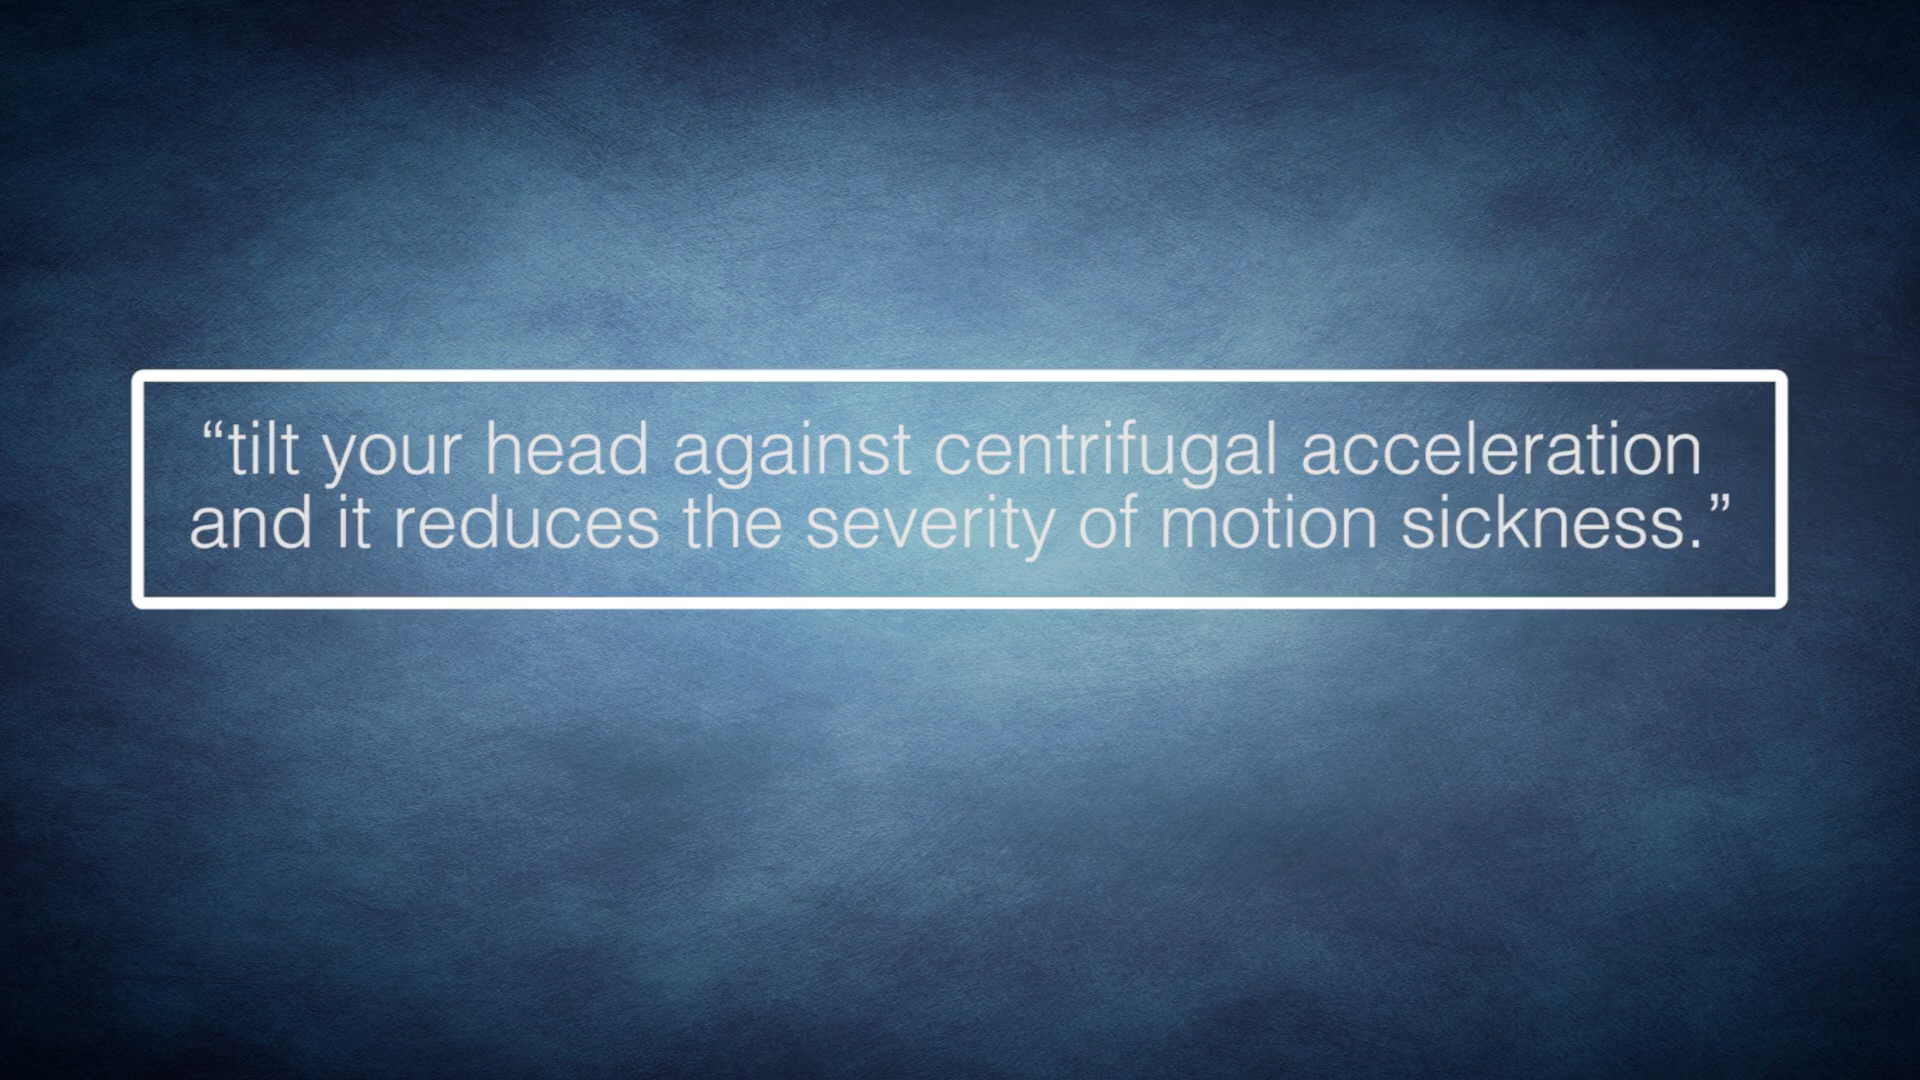 “tilt your head against centrifugal acceleration
and it reduces the severity of motion sickness.”